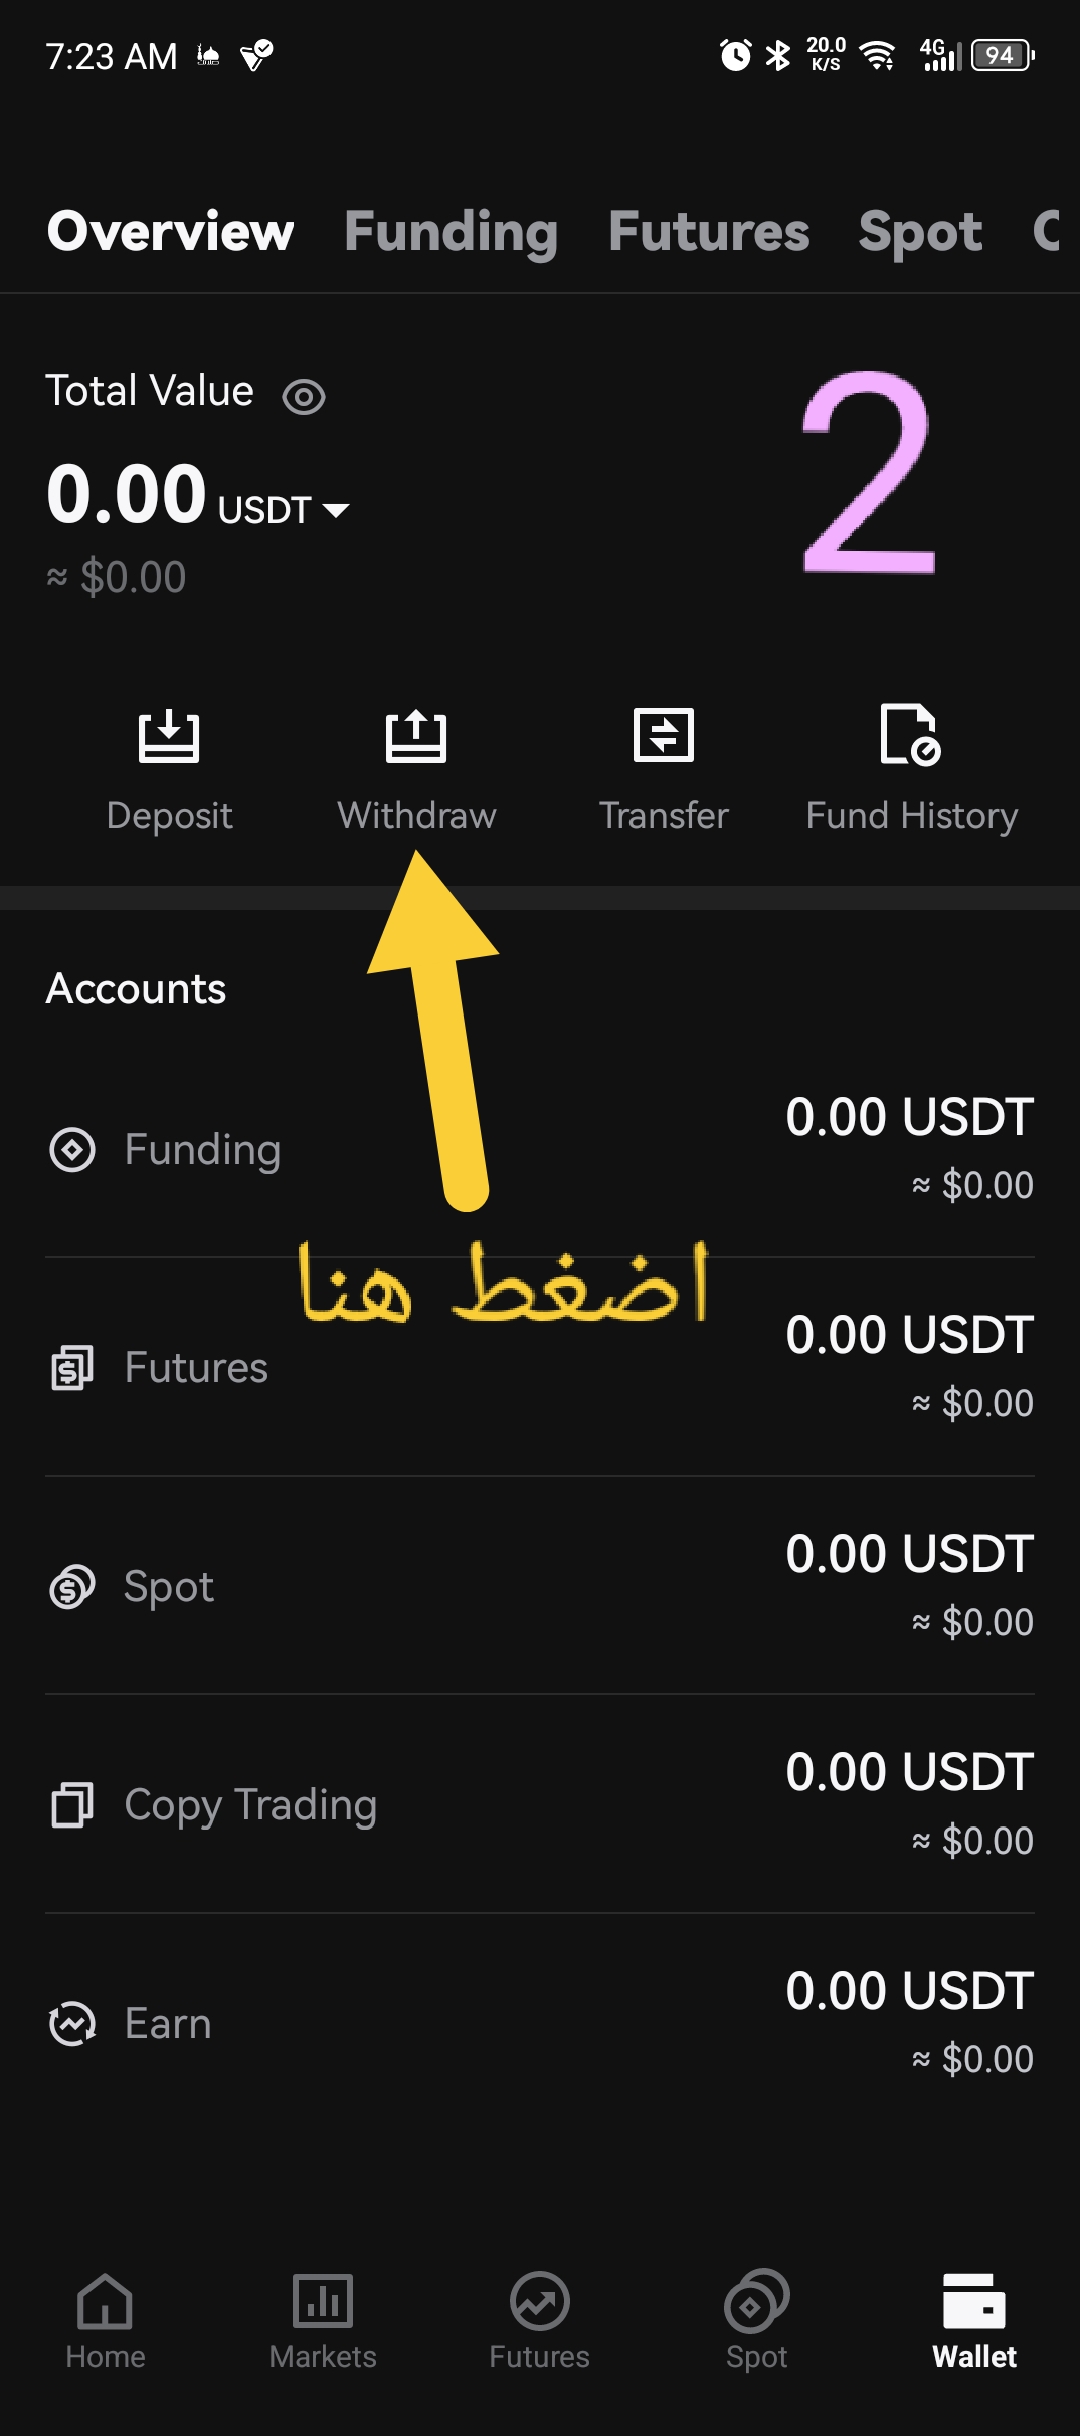 7:23 AM 20.0 K/S 4G 94
Overview Funding Futures Spot
Total Value
2
0.00 USDT
≈ $0.00
Deposit Withdraw Transfer Fund History
Accounts
Funding 0.00 USDT
≈ $0.00
اضغط هنا
Futures 0.00 USDT
≈ $0.00
Spot 0.00 USDT
≈ $0.00
Copy Trading 0.00 USDT
≈ $0.00
Earn 0.00 USDT
≈ $0.00
Home Markets Futures Spot Wallet